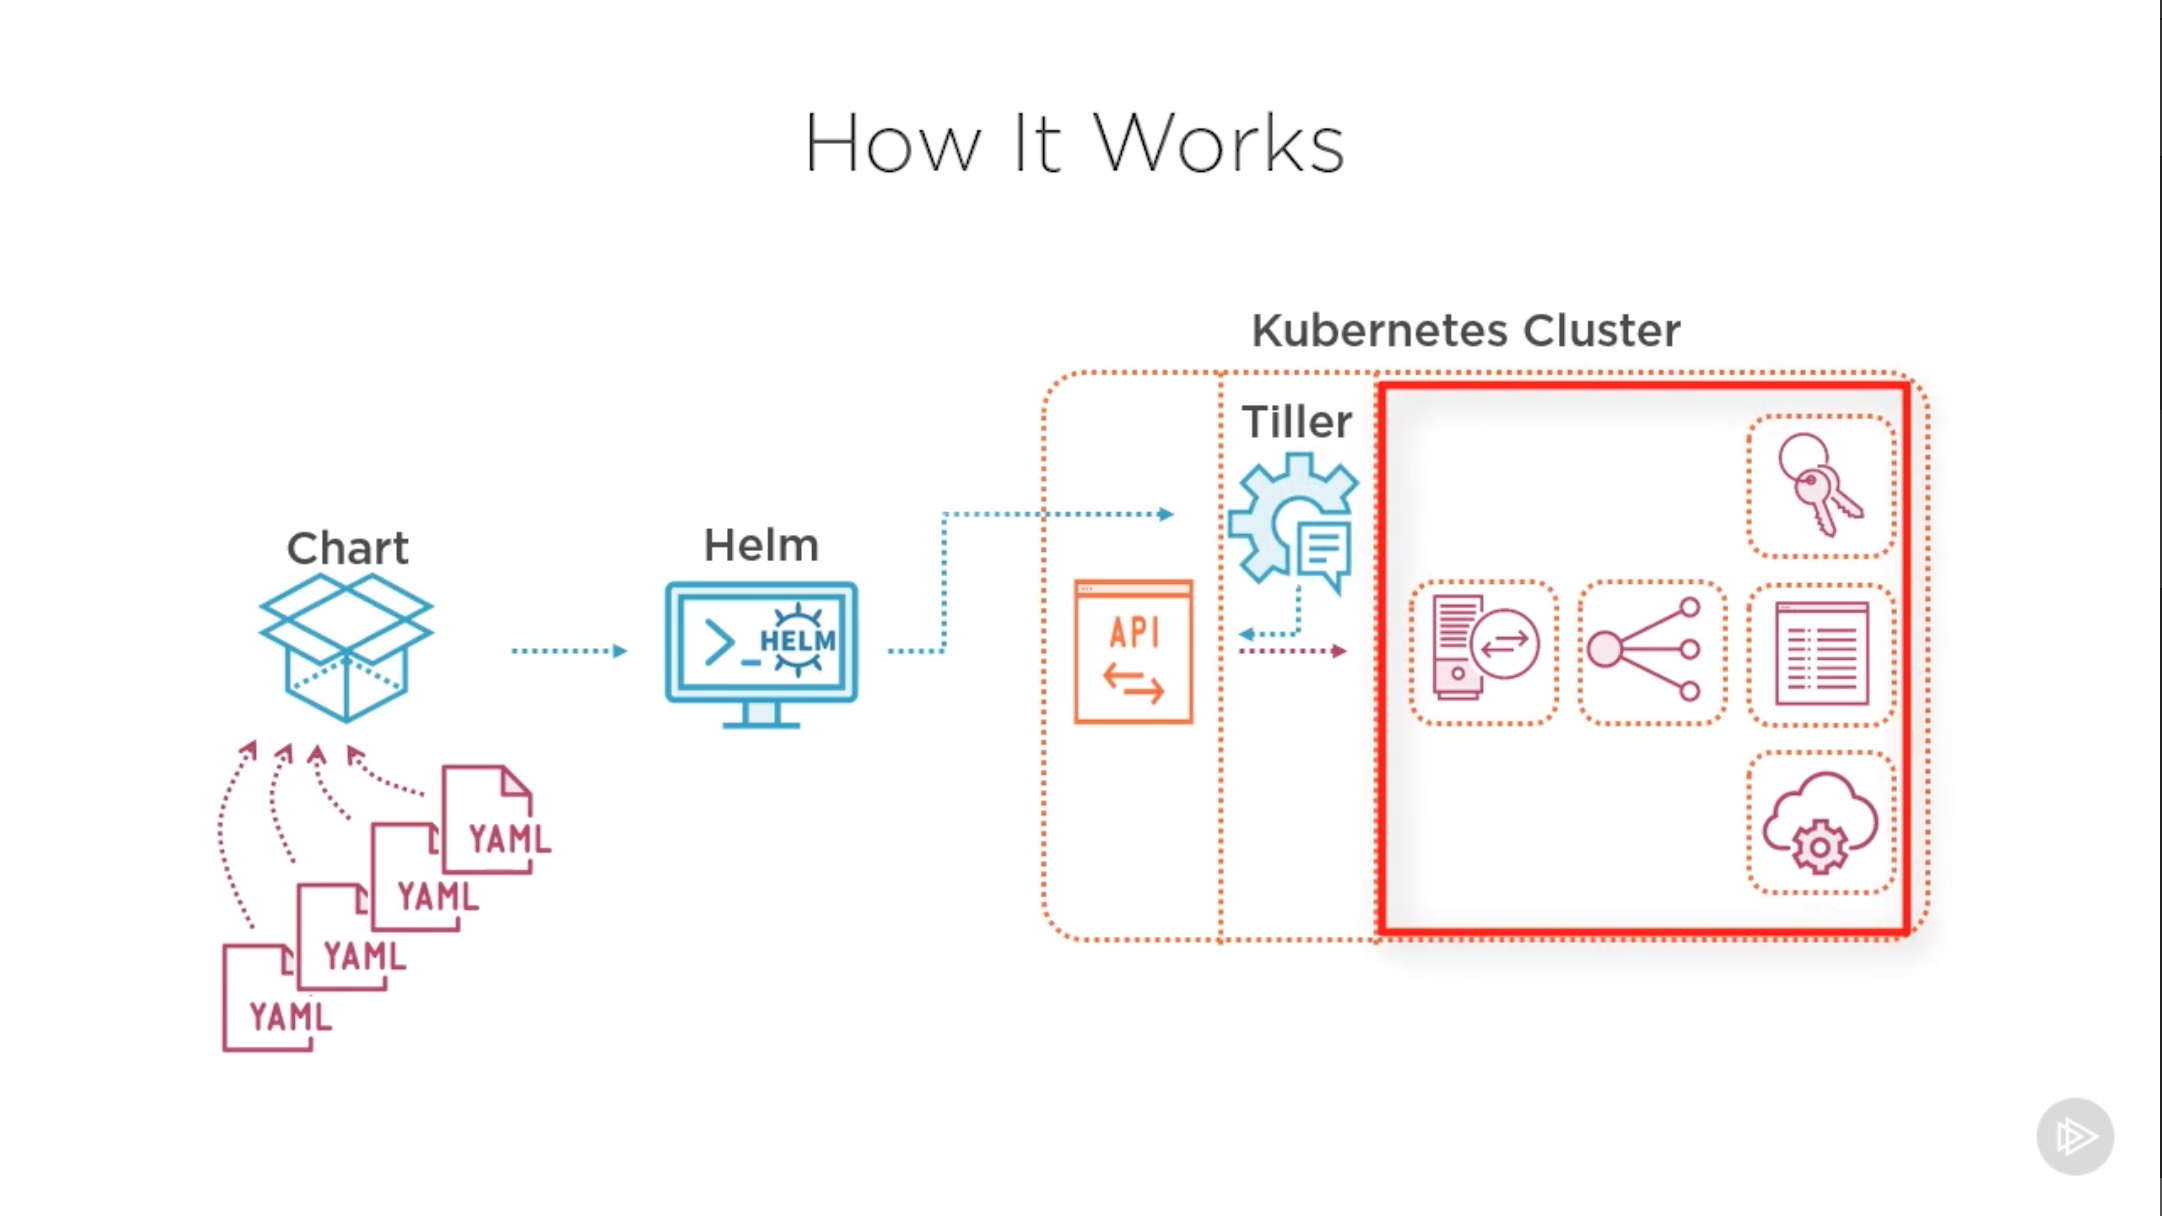 How It Works
Kubernetes Cluster
Tiller
Chart
Helm
HELM
API
YAML
YAML
YAML
YAML